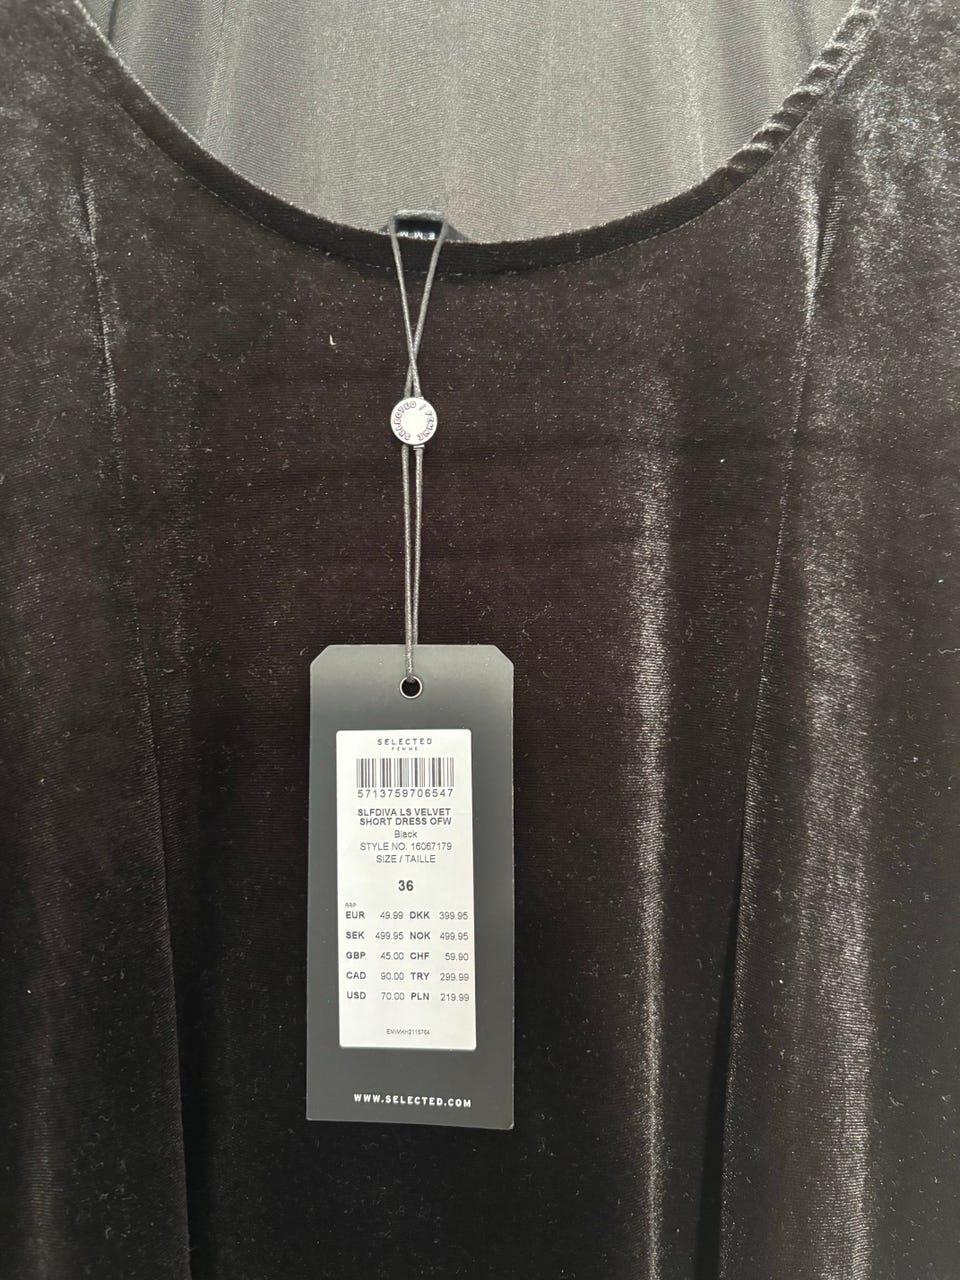 SELECTED / FEMME
SELECTED
FEMME
5713759706547
SLFDIVA LS VELVET
SHORT DRESS OFW
Black
STYLE NO. 16067179
SIZE / TAILLE
36
RRP
EUR 49.99 DKK 399.95
SEK 499.95 NOK 499.95
GBP 45.00 CHF 59.90
CAD 90.00 TRY 299.99
USD 70.00 PLN 219.99
WWW.SELECTED.COM